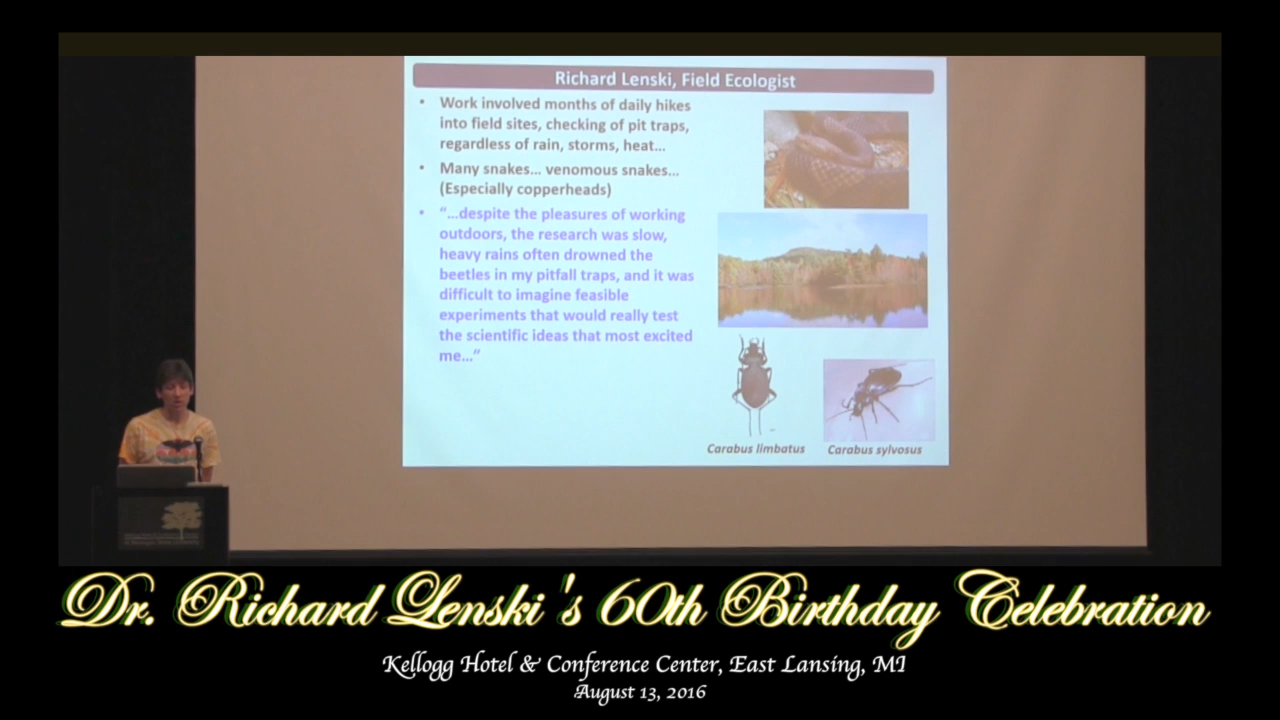 Richard Lenski, Field Ecologist
• Work involved months of daily hikes
into field sites, checking of pit traps,
regardless of rain, storms, heat...
• Many snakes... venomous snakes...
(Especially copperheads)
• “...despite the pleasures of working
outdoors, the research was slow,
heavy rains often drowned the
beetles in my pitfall traps, and it was
difficult to imagine feasible
experiments that would really test
the scientific ideas that most excited
me...”
Carabus limbatus
Carabus sylvosus
Dr. Richard Lenski's 60th Birthday Celebration
Kellogg Hotel & Conference Center, East Lansing, MI
August 13, 2016